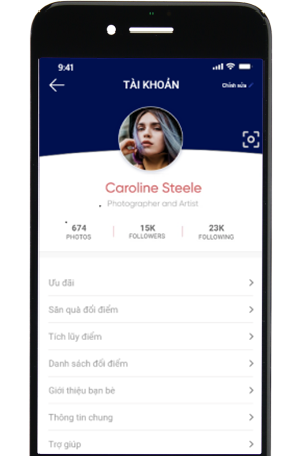 9:41
TÀI KHOẢN
Chỉnh sửa
Caroline Steele
Photographer and Artist
674 15K 23K
PHOTOS FOLLOWERS FOLLOWING
Ưu đãi
Săn quà đổi điểm
Tích lũy điểm
Danh sách đổi điểm
Giới thiệu bạn bè
Thông tin chung
Trợ giúp